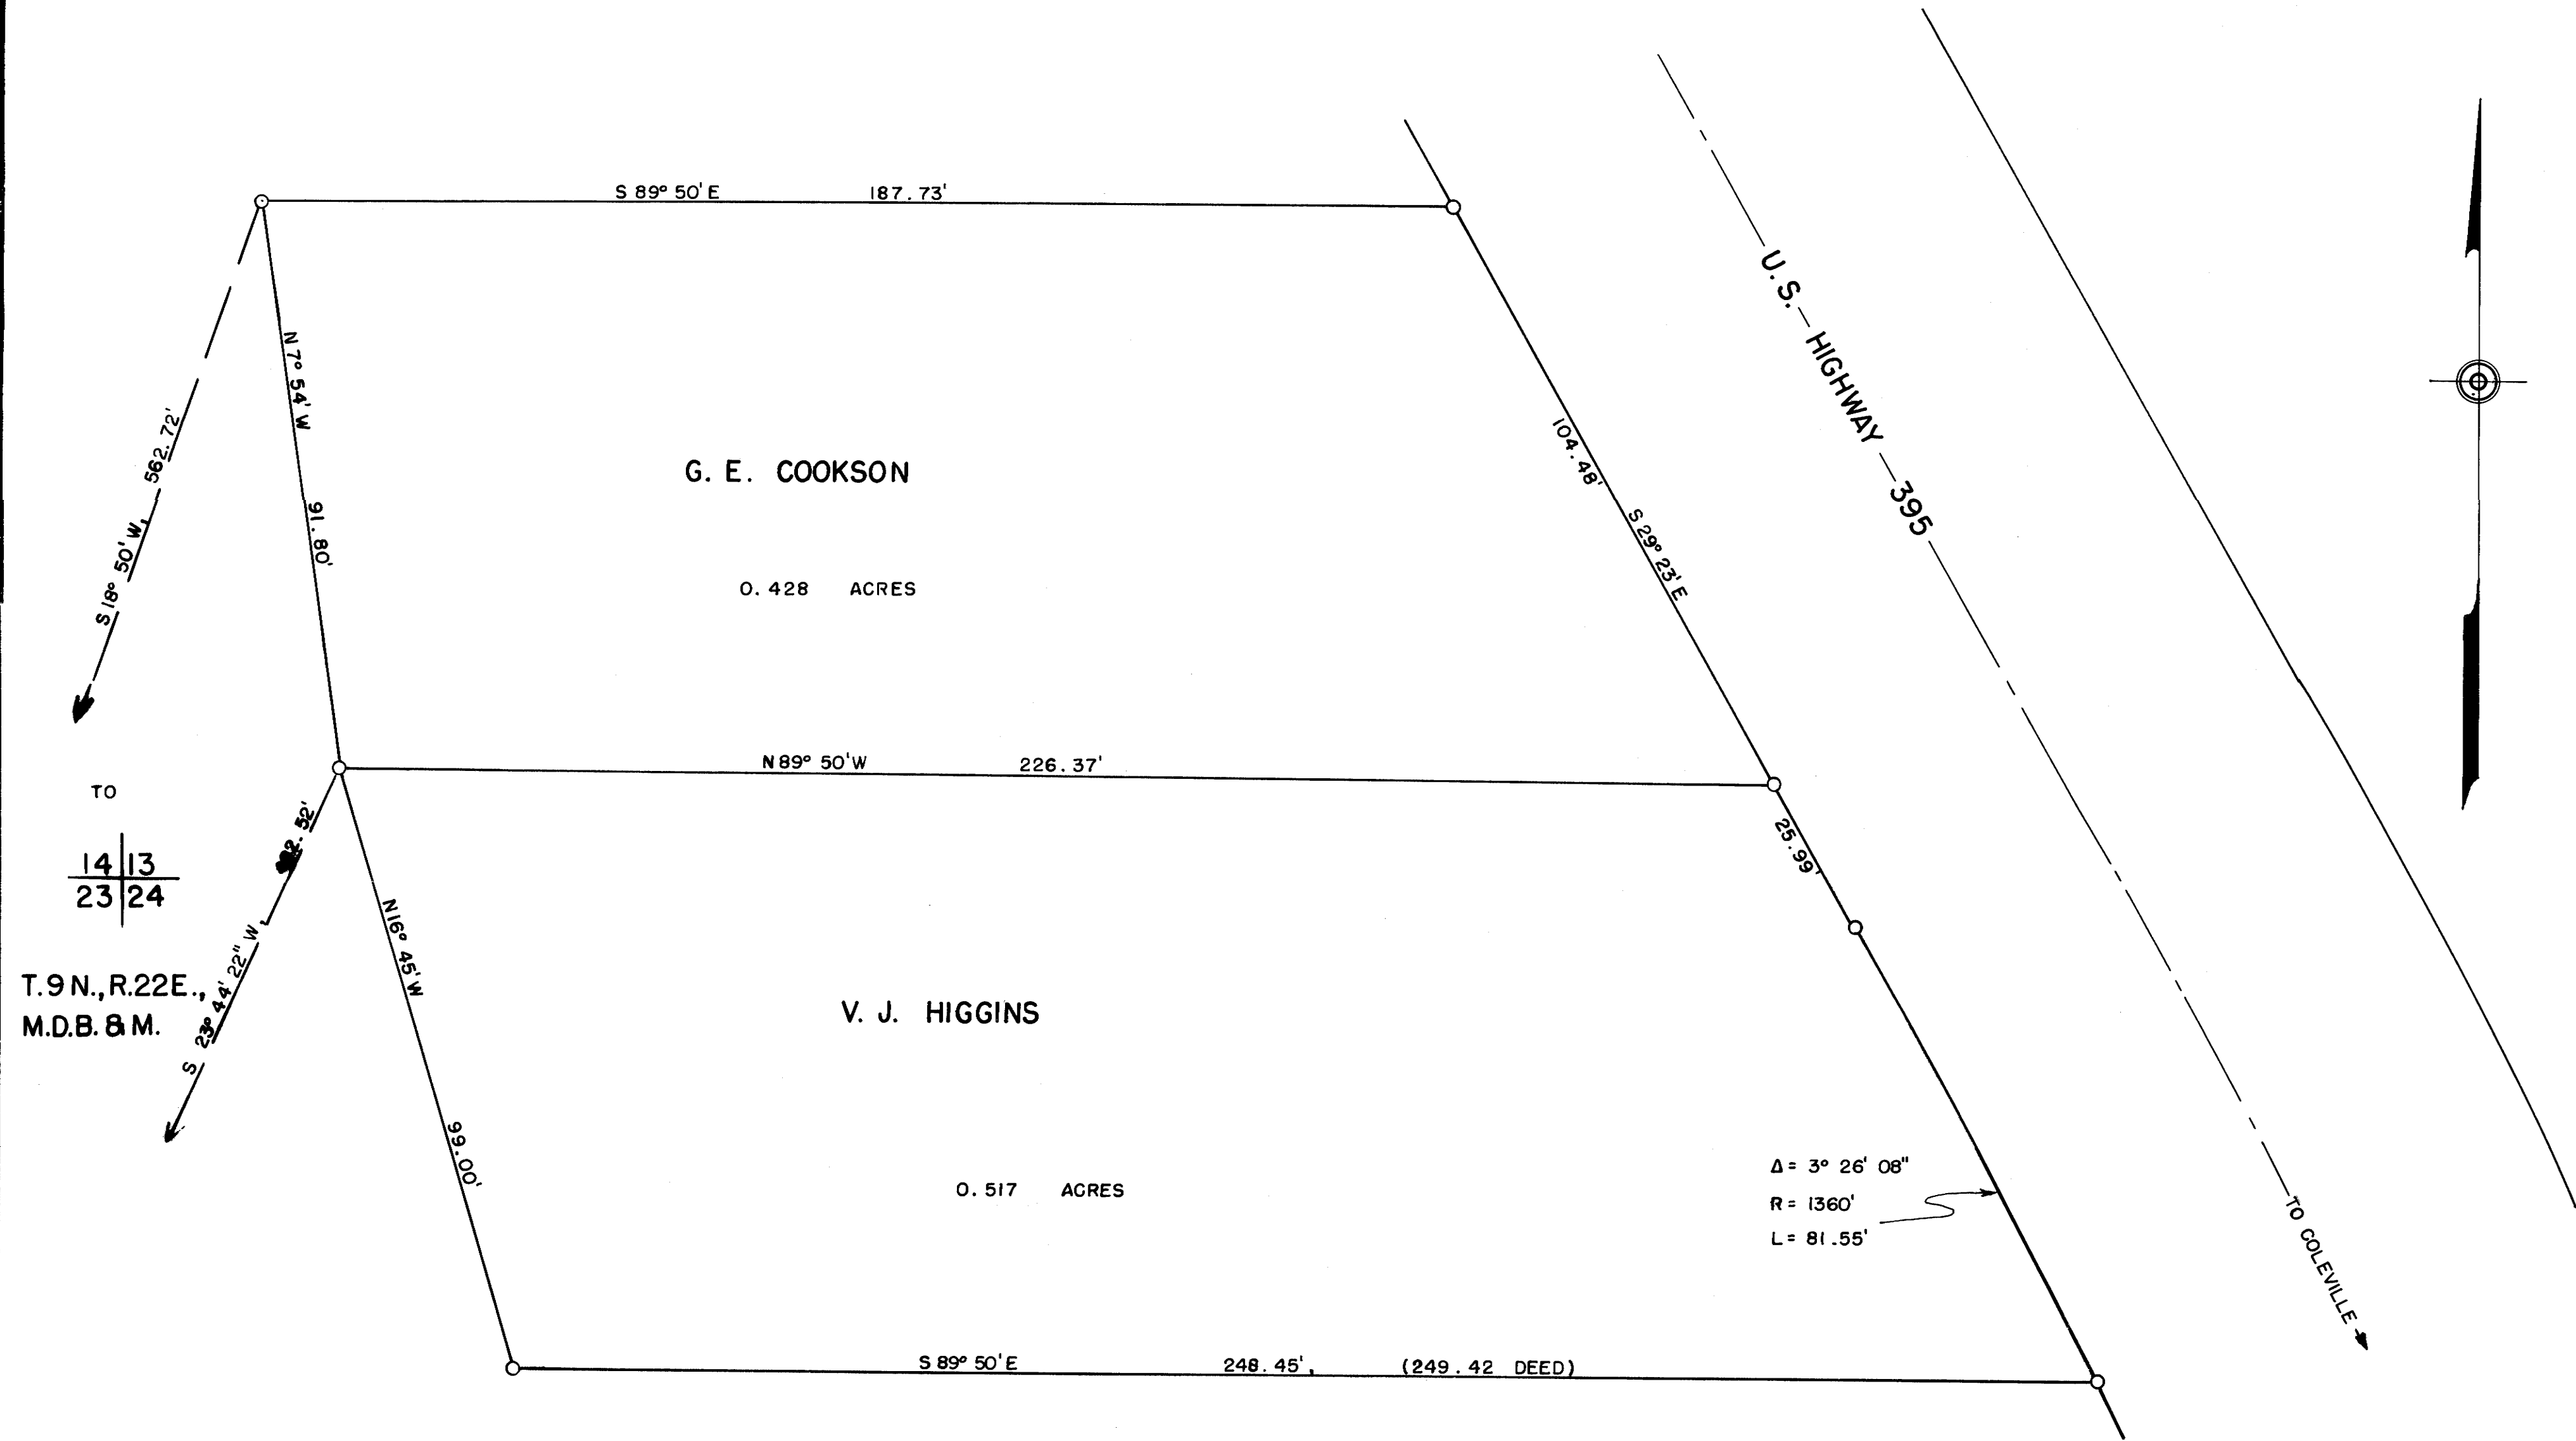 S 89° 50' E 187.73'
N 7° 54' W 91.80'
S 18° 50' W, 562.72'
G. E. COOKSON
0.428 ACRES
104.48' S 29° 23' E
U.S. HIGHWAY 395
N 89° 50' W 226.37'
TO
14 13
23 24
T. 9 N., R. 22 E.,
M.D.B. & M.
S 23° 44' 22" W, 2.52'
N 16° 45' W 99.00'
25.99'
V. J. HIGGINS
0.517 ACRES
Δ = 3° 26' 08"
R = 1360'
L = 81.55'
TO COLEVILLE
S 89° 50' E 248.45', (249.42 DEED)